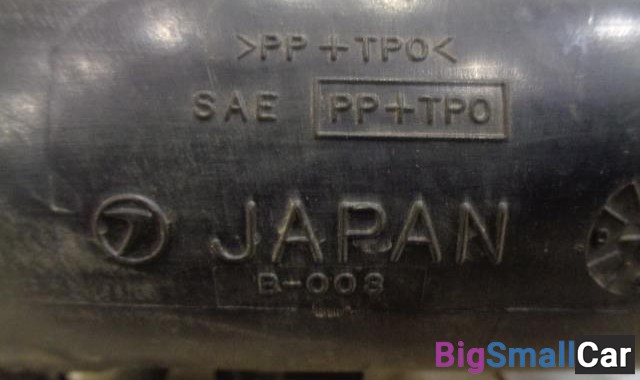 >PP+TPO<
SAE PP+TPO
JAPAN
B-008
BigSmallCar